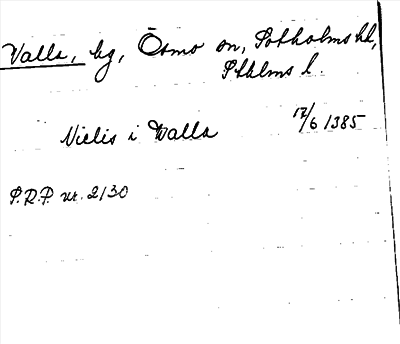 Valla, by, Ösmo sn, Sotholms hd,
Sthlms l.
Nielis i Walla 17/6 1385
S.R.P. nr. 2130